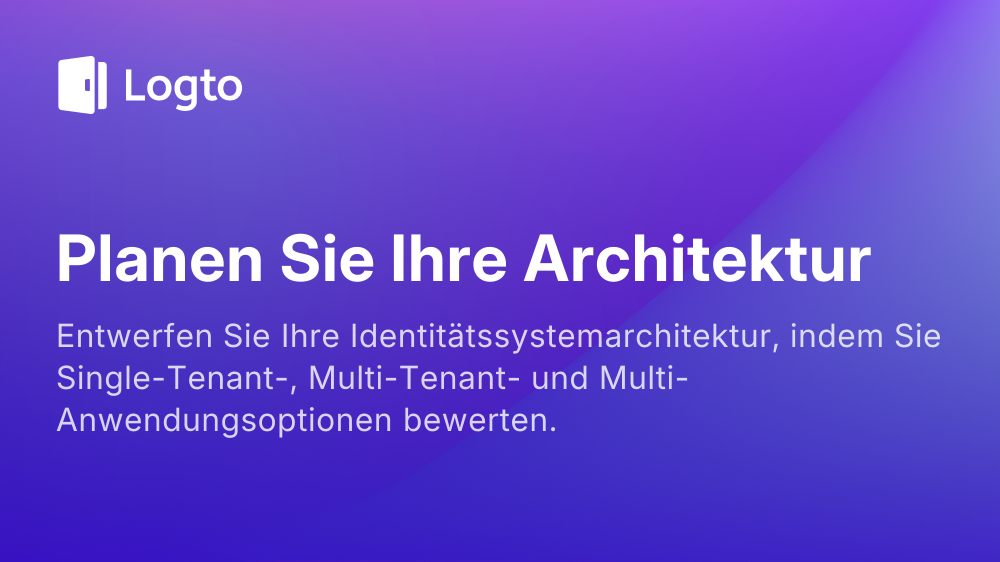 Logto
Planen Sie Ihre Architektur
Entwerfen Sie Ihre Identitätssystemarchitektur, indem Sie
Single-Tenant-, Multi-Tenant- und Multi-
Anwendungsoptionen bewerten.